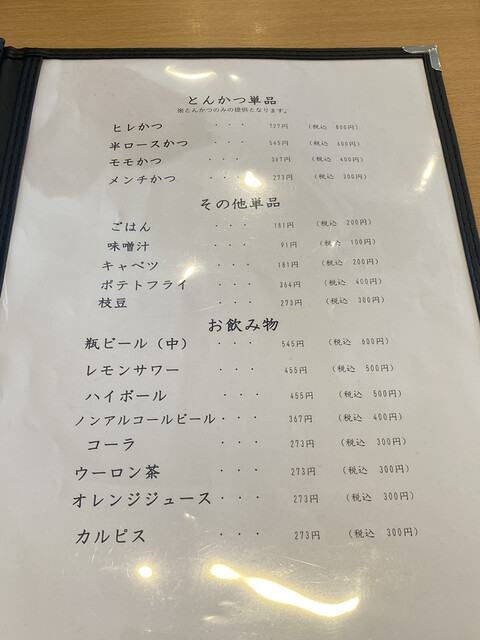 とんかつ単品
※とんかつのみの提供となります。
ヒレかつ ・・・ 727円 (税込 800円)
半ロースかつ ・・・ 545円 (税込 600円)
モモかつ ・・・ 367円 (税込 400円)
メンチかつ ・・・ 273円 (税込 300円)
その他単品
ごはん ・・・ 181円 (税込 200円)
味噌汁 ・・・ 91円 (税込 100円)
キャベツ ・・・ 181円 (税込 200円)
ポテトフライ ・・・ 364円 (税込 400円)
枝豆 ・・・ 273円 (税込 300円)
お飲み物
瓶ビール(中) ・・・ 545円 (税込 600円)
レモンサワー ・・・ 455円 (税込 500円)
ハイボール ・・・ 455円 (税込 500円)
ノンアルコールビール・・・ 367円 (税込 400円)
コーラ ・・・ 273円 (税込 300円)
ウーロン茶 ・・・ 273円 (税込 300円)
オレンジジュース・・・ 273円 (税込 300円)
カルピス ・・・ 273円 (税込 300円)